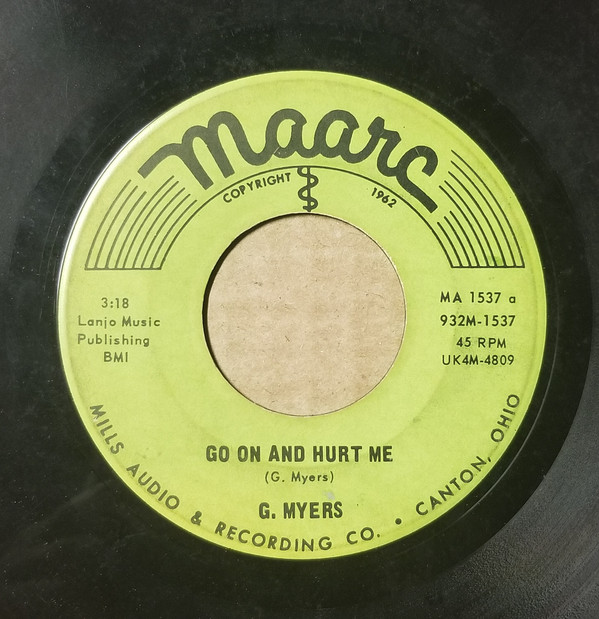 maarc
COPYRIGHT 1962
3:18
Lanjo Music
Publishing
BMI
MA 1537 a
932M-1537
45 RPM
UK4M-4809
GO ON AND HURT ME
(G. Myers)
G. MYERS
MILLS AUDIO & RECORDING CO. • CANTON, OHIO